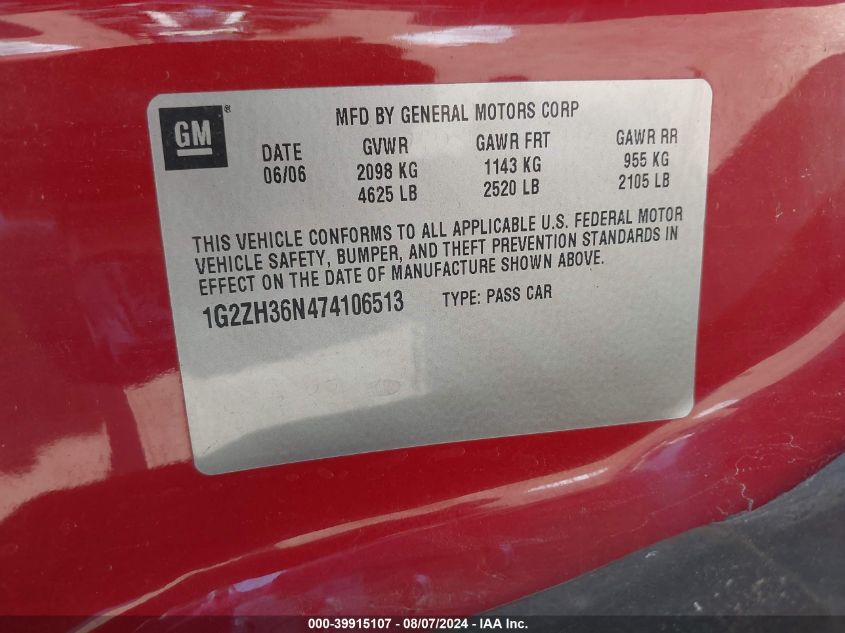 GM®
MFD BY GENERAL MOTORS CORP
DATE GVWR GAWR FRT GAWR RR
06/06 2098 KG 1143 KG 955 KG
4625 LB 2520 LB 2105 LB
THIS VEHICLE CONFORMS TO ALL APPLICABLE U.S. FEDERAL MOTOR
VEHICLE SAFETY, BUMPER, AND THEFT PREVENTION STANDARDS IN
EFFECT ON THE DATE OF MANUFACTURE SHOWN ABOVE.
1G2ZH36N474106513 TYPE: PASS CAR
000-39915107 - 08/07/2024 - IAA Inc.